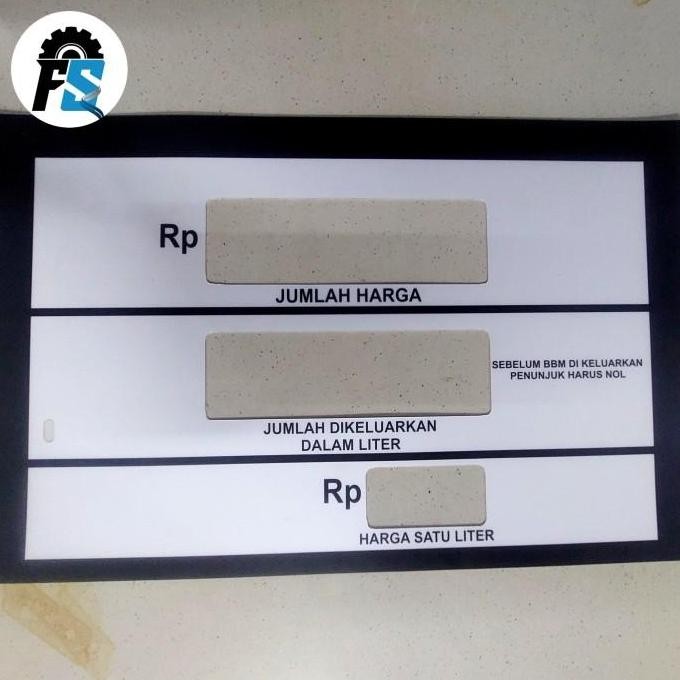 FS
Rp
JUMLAH HARGA
SEBELUM BBM DI KELUARKAN
PENUNJUK HARUS NOL
JUMLAH DIKELUARKAN
DALAM LITER
Rp
HARGA SATU LITER